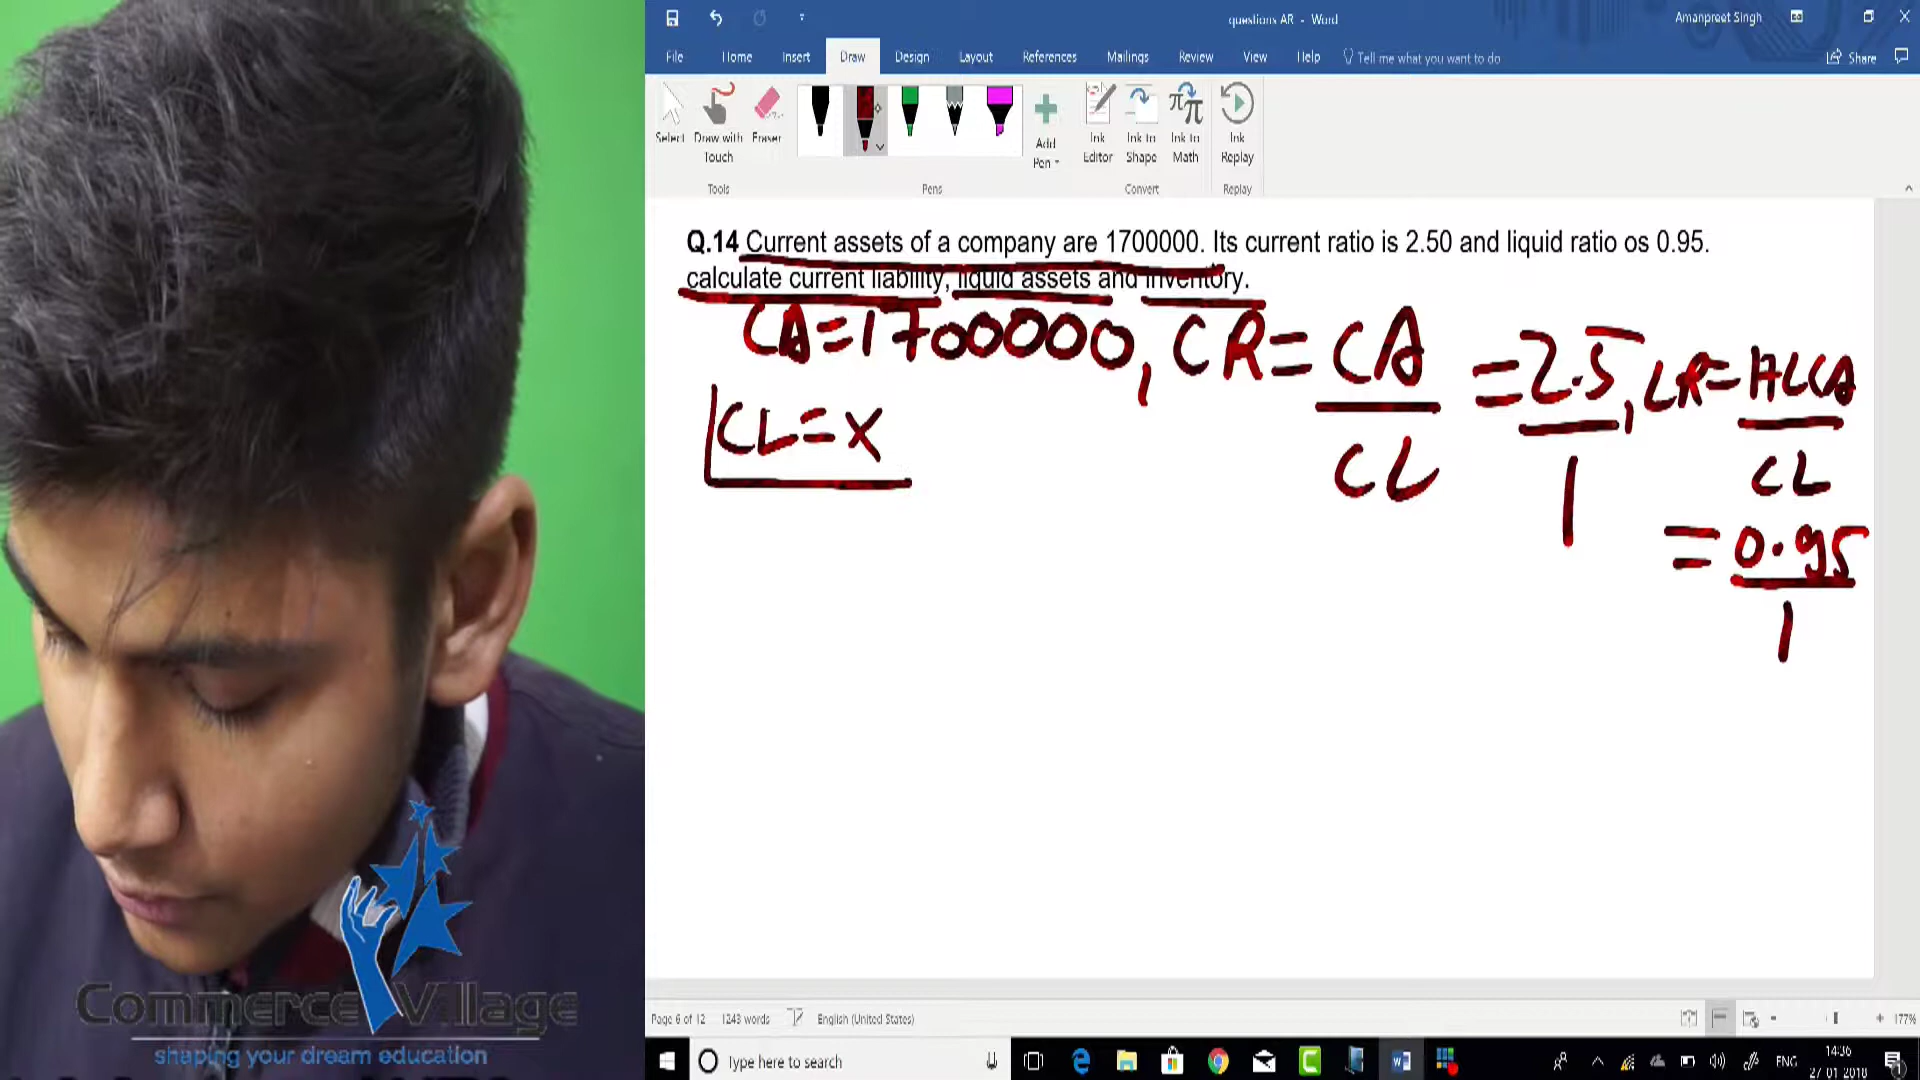 questions AR - Word
Amanpreet Singh
File Home Insert Draw Design Layout References Mailings Review View Help Tell me what you want to do Share
Select Draw with Touch Eraser Add Pen Ink Editor Ink to Shape Ink to Math Ink Replay
Tools Pens Convert Replay
Q.14 Current assets of a company are 1700000. Its current ratio is 2.50 and liquid ratio os 0.95.
calculate current liability, liquid assets and inventory.
CA=1700000, CR= CA/CL = 2.5/1, LR=
CL=x
= 0.95/1
Commerce Village
shaping your dream education
Page 6 of 12 1243 words English (United States) 177%
Type here to search
ENG
14:36
27-01-2018